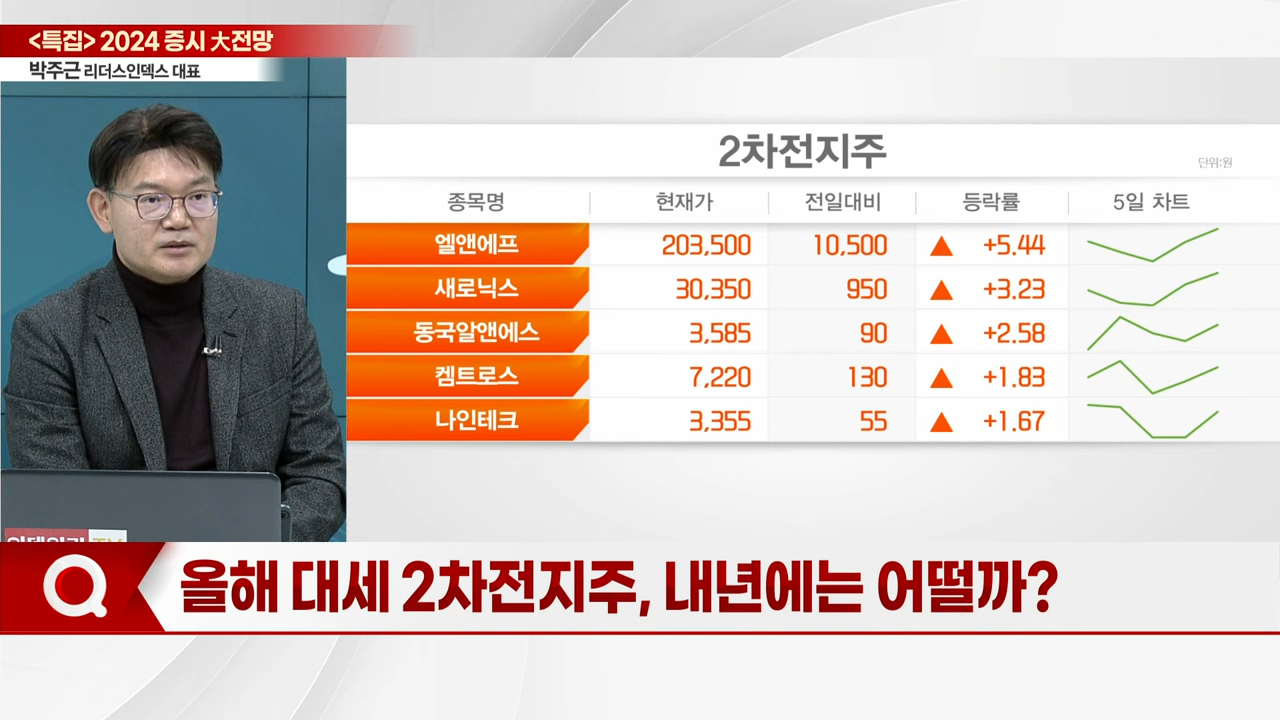 <특집> 2024 증시 大전망
박주근 리더스인덱스 대표
2차전지주
단위:원
종목명 현재가 전일대비 등락률 5일 차트
엘앤에프 203,500 10,500 ▲ +5.44
새로닉스 30,350 950 ▲ +3.23
동국알앤에스 3,585 90 ▲ +2.58
켐트로스 7,220 130 ▲ +1.83
나인테크 3,355 55 ▲ +1.67
Q 올해 대세 2차전지주, 내년에는 어떨까?